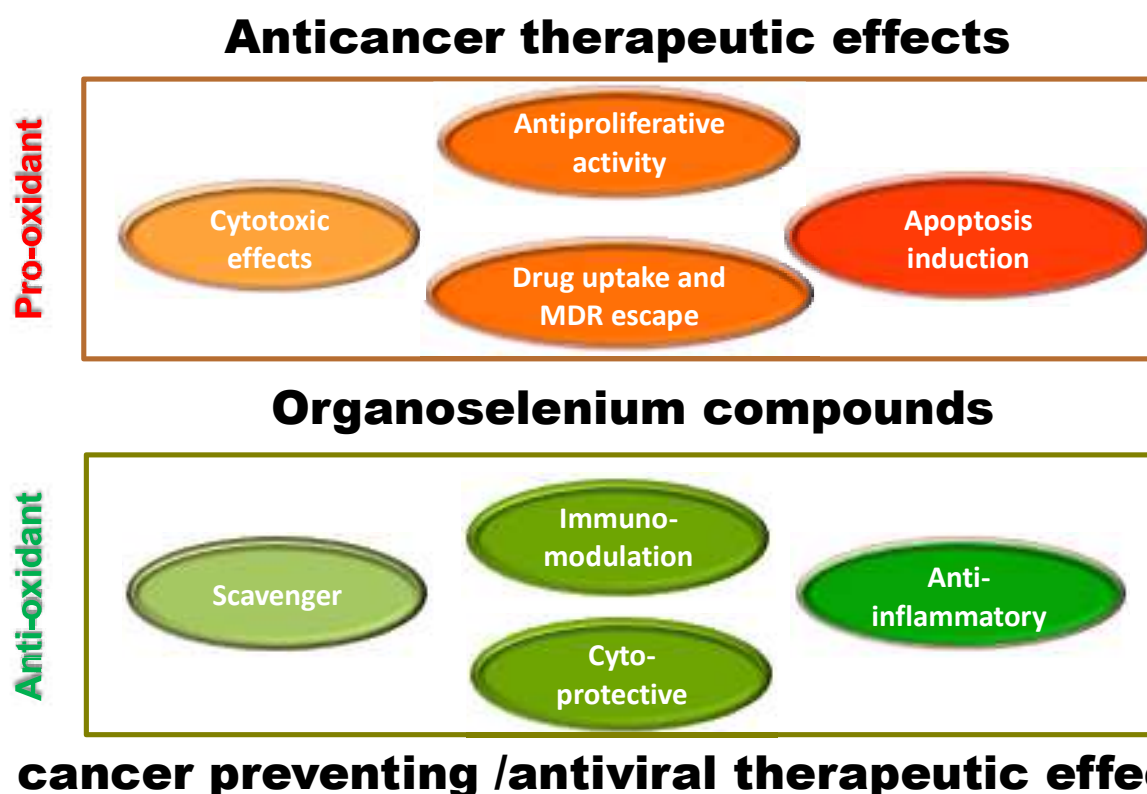 Anticancer therapeutic effects
Pro-oxidant
Antiproliferative
activity
Cytotoxic
effects
Apoptosis
induction
Drug uptake and
MDR escape
Organoselenium compounds
Anti-oxidant
Immuno-
modulation
Scavenger
Anti-
inflammatory
Cyto-
protective
cancer preventing /antiviral therapeutic